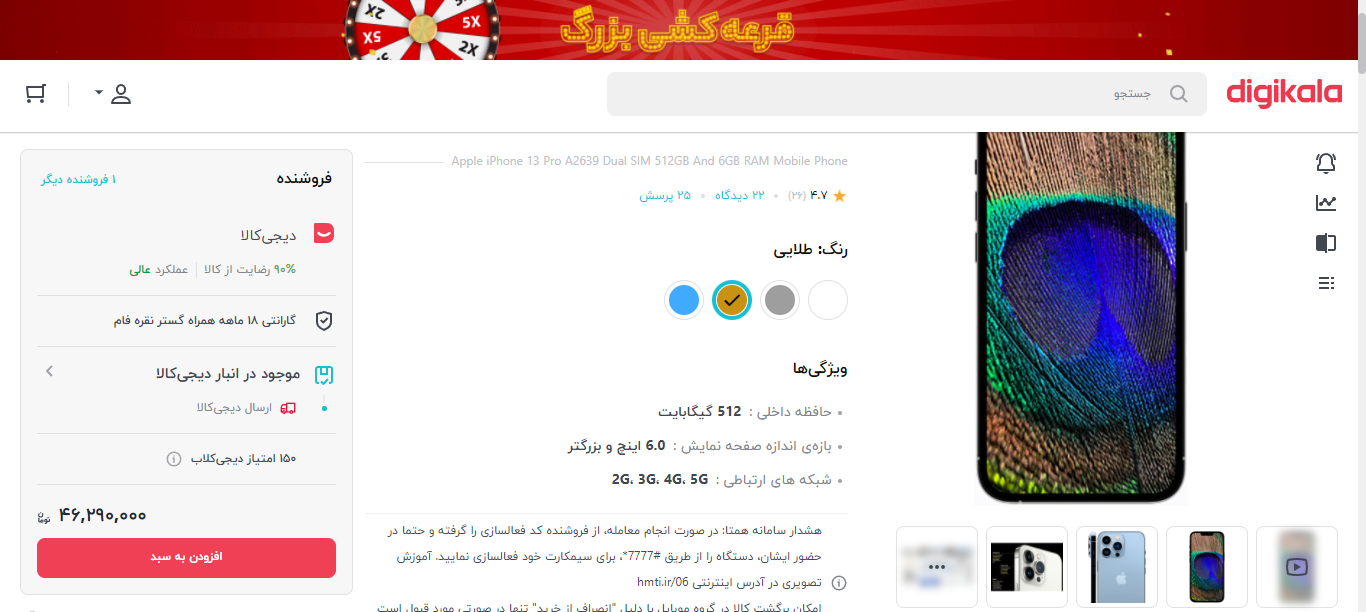 2X
5X
5X
2X
قرعه‌کشی بزرگ
digikala
جستجو
Apple iPhone 13 Pro A2639 Dual SIM 512GB And 6GB RAM Mobile Phone
۴.۷ (۲۶) • ۲۲ دیدگاه • ۲۵ پرسش
رنگ: طلایی
ویژگی‌ها
• حافظه داخلی : 512 گیگابایت
• بازه‌ی اندازه صفحه نمایش : 6.0 اینچ و بزرگتر
• شبکه های ارتباطی : 2G، 3G، 4G، 5G
هشدار سامانه همتا: در صورت انجام معامله، از فروشنده کد فعالسازی را گرفته و حتما در
حضور ایشان، دستگاه را از طریق #7777*، برای سیمکارت خود فعالسازی نمایید. آموزش
تصویری در آدرس اینترنتی hmti.ir/06
امکان برگشت کالا در گروه موبایل با دلیل "انصراف از خرید" تنها در صورتی مورد قبول است
فروشنده
۱ فروشنده دیگر
دیجی‌کالا
۹۰% رضایت از کالا | عملکرد عالی
گارانتی ۱۸ ماهه همراه گستر نقره فام
موجود در انبار دیجی‌کالا
ارسال دیجی‌کالا
۱۵۰ امتیاز دیجی‌کلاب
۴۶,۲۹۰,۰۰۰ تومان
افزودن به سبد